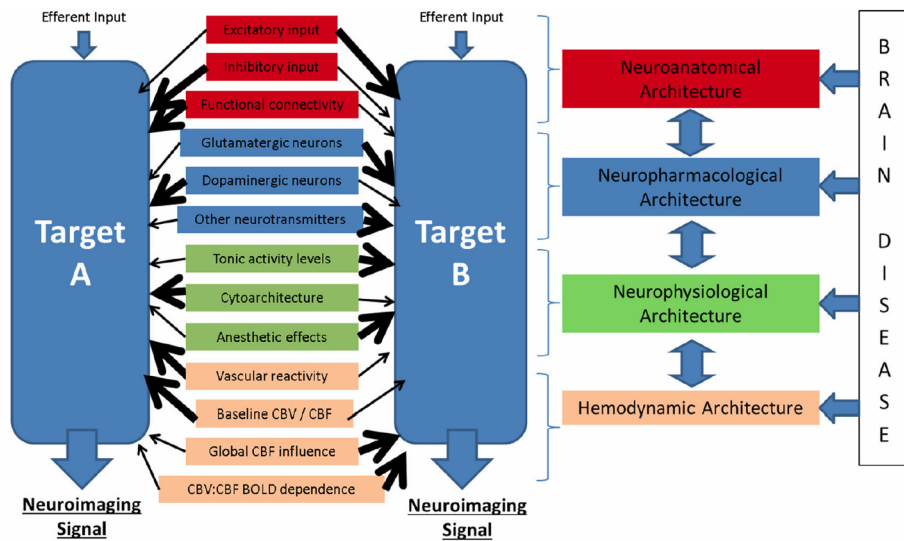 Efferent Input
Efferent Input
Excitatory input
Inhibitory input
Functional connectivity
Glutamatergic neurons
Dopaminergic neurons
Other neurotransmitters
Tonic activity levels
Cytoarchitecture
Anesthetic effects
Vascular reactivity
Baseline CBV / CBF
Global CBF influence
CBV:CBF BOLD dependence
Target
A
Target
B
Neuroimaging
Signal
Neuroimaging
Signal
Neuroanatomical
Architecture
Neuropharmacological
Architecture
Neurophysiological
Architecture
Hemodynamic Architecture
B
R
A
I
N
D
I
S
E
A
S
E